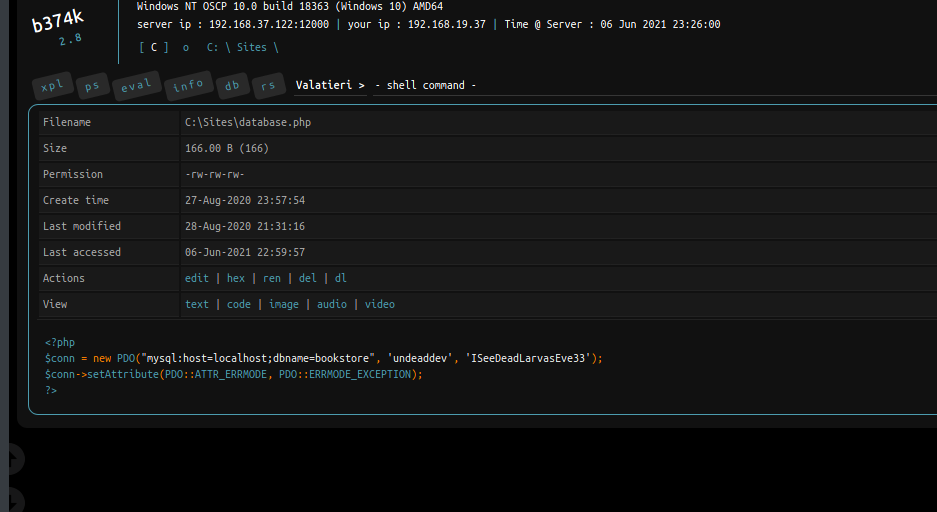 Windows NT OSCP 10.0 build 18363 (Windows 10) AMD64
b374k
2.8
server ip : 192.168.37.122:12000 | your ip : 192.168.19.37 | Time @ Server : 06 Jun 2021 23:26:00
[ C ] o C: \ Sites \
xpl ps eval info db rs Valatieri > - shell command -
Filename C:\Sites\database.php
Size 166.00 B (166)
Permission -rw-rw-rw-
Create time 27-Aug-2020 23:57:54
Last modified 28-Aug-2020 21:31:16
Last accessed 06-Jun-2021 22:59:57
Actions edit | hex | ren | del | dl
View text | code | image | audio | video
<?php
$conn = new PDO("mysql:host=localhost;dbname=bookstore", 'undeaddev', 'ISeeDeadLarvasEve33');
$conn->setAttribute(PDO::ATTR_ERRMODE, PDO::ERRMODE_EXCEPTION);
?>